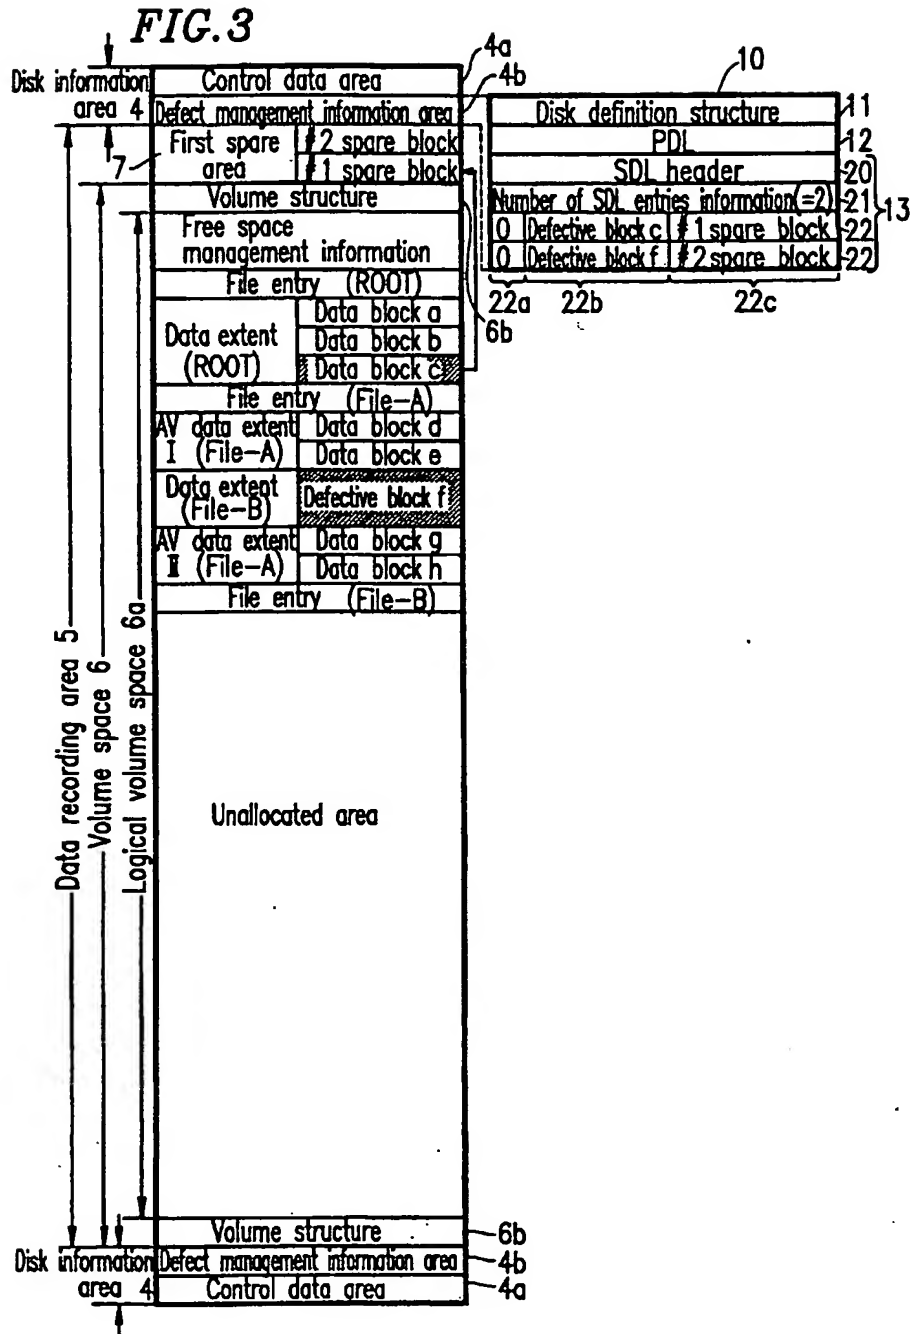 FIG.3
4a
Disk information area 4
Control data area
4b
10
Defect management information area
Disk definition structure
11
7
First spare area
#2 spare block
PDL
12
#1 spare block
SDL header
20
Volume structure
Number of SDL entries information(=2)
21
13
Free space management information
0
Defective block c
#1 spare block
22
0
Defective block f
#2 spare block
22
File entry (ROOT)
22a
22b
22c
6b
Data extent (ROOT)
Data block a
Data block b
Data block c
File entry (File-A)
AV data extent I (File-A)
Data block d
Data block e
Data extent (File-B)
Defective block f
AV data extent II (File-A)
Data block g
Data block h
File entry (File-B)
Data recording area 5
Volume space 6
Logical volume space 6a
Unallocated area
Volume structure
6b
Disk information area 4
Defect management information area
4b
Control data area
4a